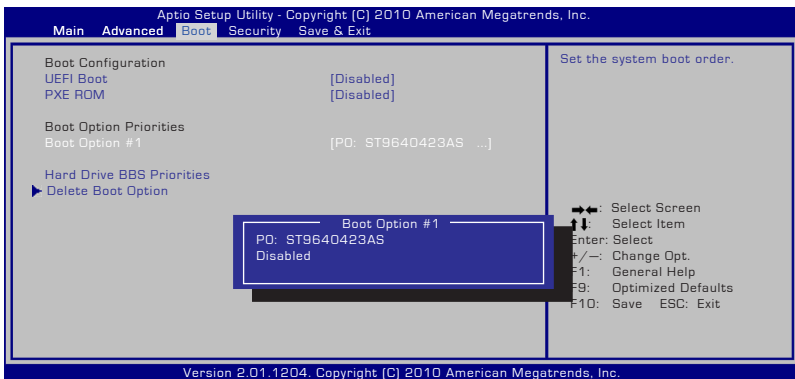 Aptio Setup Utility - Copyright (C) 2010 American Megatrends, Inc.
Main Advanced Boot Security Save & Exit
Boot Configuration
UEFI Boot [Disabled]
PXE ROM [Disabled]
Boot Option Priorities
Boot Option #1 [P0: ST9640423AS ...]
Hard Drive BBS Priorities
Delete Boot Option
Boot Option #1
P0: ST9640423AS
Disabled
Set the system boot order.
→←: Select Screen
↑↓: Select Item
Enter: Select
+/—: Change Opt.
F1: General Help
F9: Optimized Defaults
F10: Save ESC: Exit
Version 2.01.1204. Copyright (C) 2010 American Megatrends, Inc.